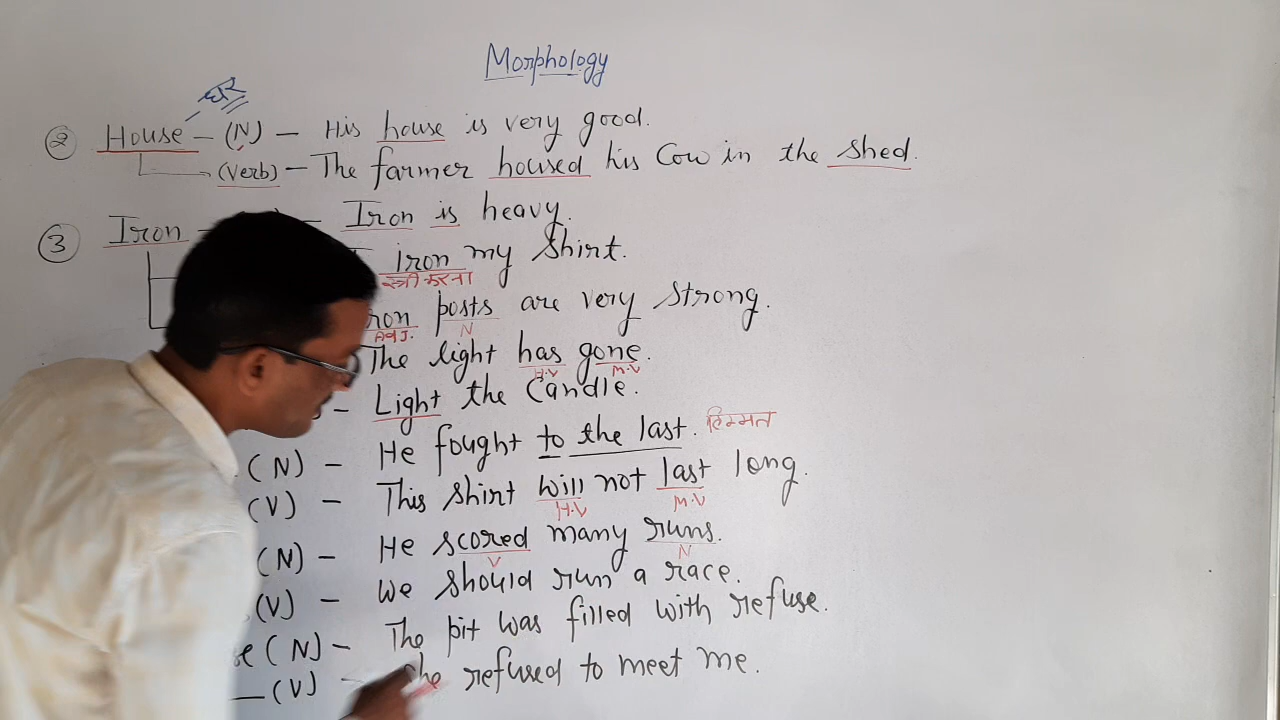 Morphology
घर
② House - (N) - His house is very good.
(Verb) - The farmer housed his Cow in the shed.
③ Iron - Iron is heavy.
iron my shirt.
स्त्री करना
posts are very strong.
Adj. N
The light has gone.
H.V M.V
- Light the Candle.
(N) - He fought to the last. हिम्मत
(V) - This shirt will not last long.
H.V M.V
(N) - He scored many runs.
V N
(V) - We should run a race.
(N) - The pit was filled with refuse.
(V) - refused to meet me.